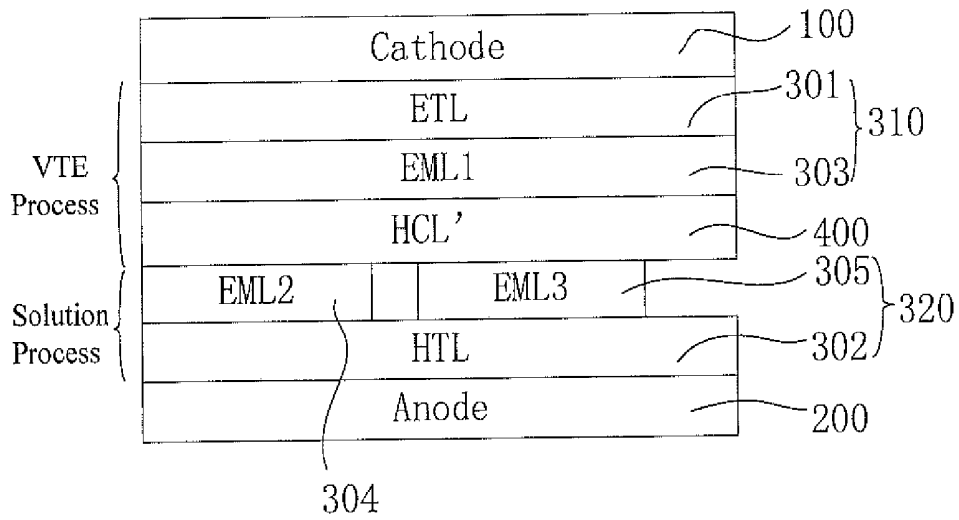 Cathode
100
ETL
301
310
VTE
Process
EML1
303
HCL'
400
EML2
EML3
305
320
Solution
Process
HTL
302
Anode
200
304